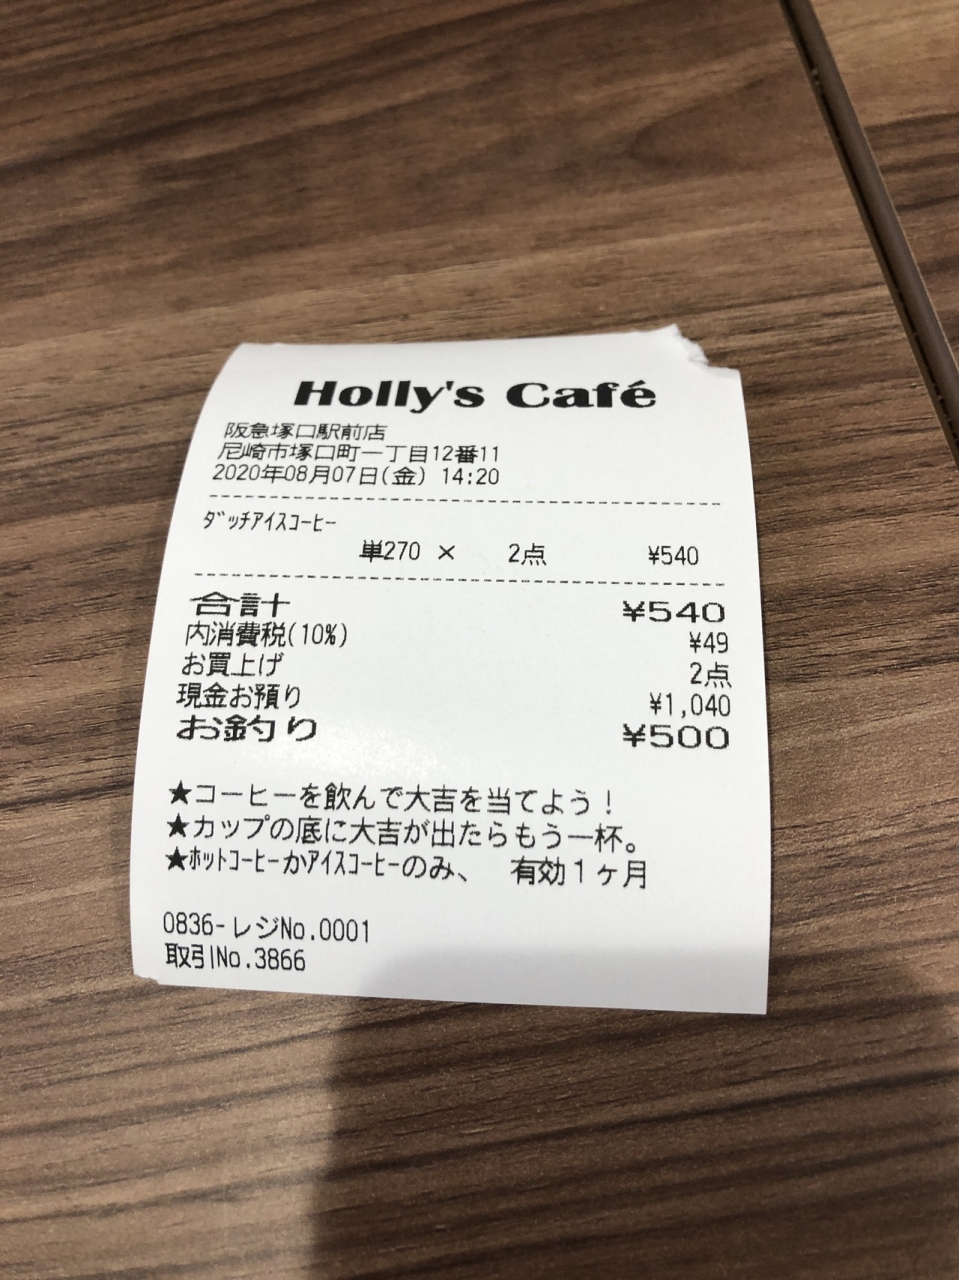 Holly's Café
阪急塚口駅前店
尼崎市塚口町一丁目12番11
2020年08月07日(金) 14:20
ﾀﾞｯﾁｱｲｽｺｰﾋｰ
単270 × 2点 ¥540
合計 ¥540
内消費税(10%) ¥49
お買上げ 2点
現金お預り ¥1,040
お釣り ¥500
★コーヒーを飲んで大吉を当てよう！
★カップの底に大吉が出たらもう一杯。
★ﾎｯﾄｺｰﾋｰかｱｲｽｺｰﾋｰのみ、 有効1ヶ月
0836-レジNo.0001
取引No.3866